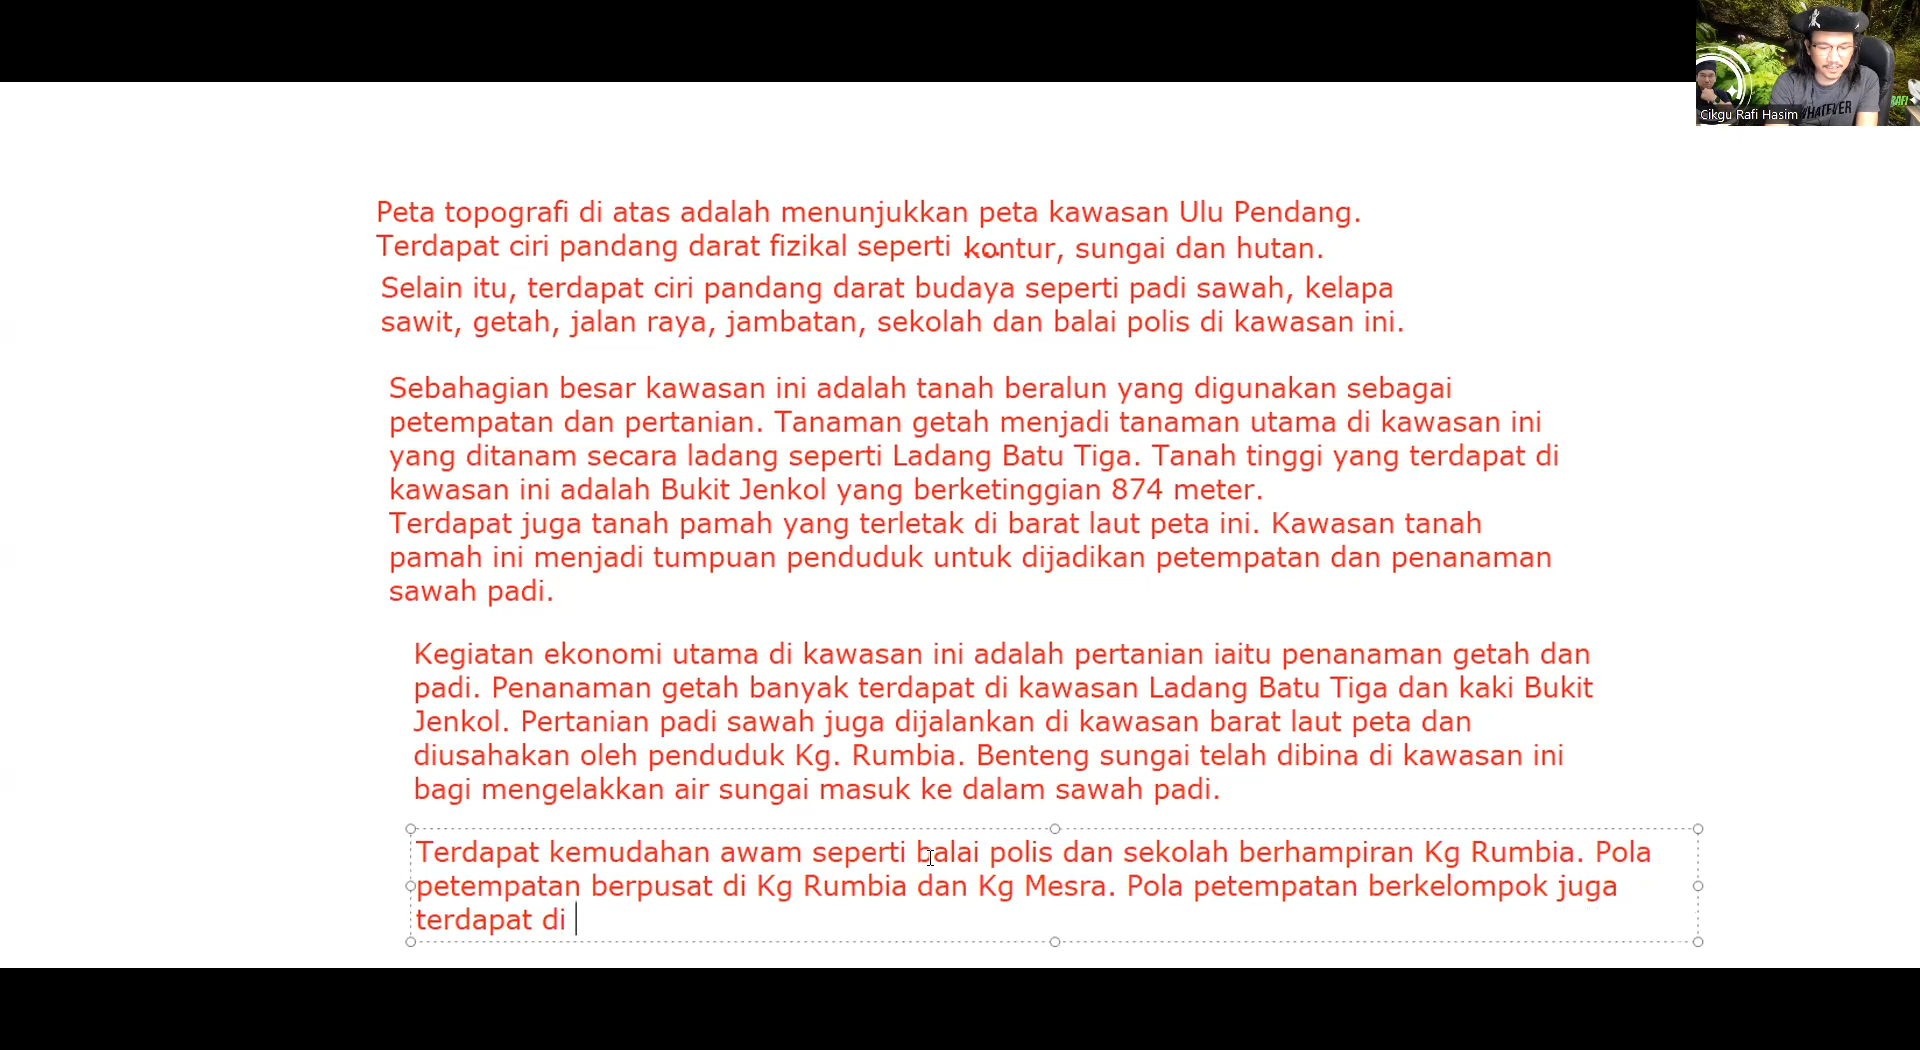 Cikgu Rafi Hasim
Peta topografi di atas adalah menunjukkan peta kawasan Ulu Pendang.
Terdapat ciri pandang darat fizikal seperti kontur, sungai dan hutan.
Selain itu, terdapat ciri pandang darat budaya seperti padi sawah, kelapa
sawit, getah, jalan raya, jambatan, sekolah dan balai polis di kawasan ini.
Sebahagian besar kawasan ini adalah tanah beralun yang digunakan sebagai
petempatan dan pertanian. Tanaman getah menjadi tanaman utama di kawasan ini
yang ditanam secara ladang seperti Ladang Batu Tiga. Tanah tinggi yang terdapat di
kawasan ini adalah Bukit Jenkol yang berketinggian 874 meter.
Terdapat juga tanah pamah yang terletak di barat laut peta ini. Kawasan tanah
pamah ini menjadi tumpuan penduduk untuk dijadikan petempatan dan penanaman
sawah padi.
Kegiatan ekonomi utama di kawasan ini adalah pertanian iaitu penanaman getah dan
padi. Penanaman getah banyak terdapat di kawasan Ladang Batu Tiga dan kaki Bukit
Jenkol. Pertanian padi sawah juga dijalankan di kawasan barat laut peta dan
diusahakan oleh penduduk Kg. Rumbia. Benteng sungai telah dibina di kawasan ini
bagi mengelakkan air sungai masuk ke dalam sawah padi.
Terdapat kemudahan awam seperti balai polis dan sekolah berhampiran Kg Rumbia. Pola
petempatan berpusat di Kg Rumbia dan Kg Mesra. Pola petempatan berkelompok juga
terdapat di